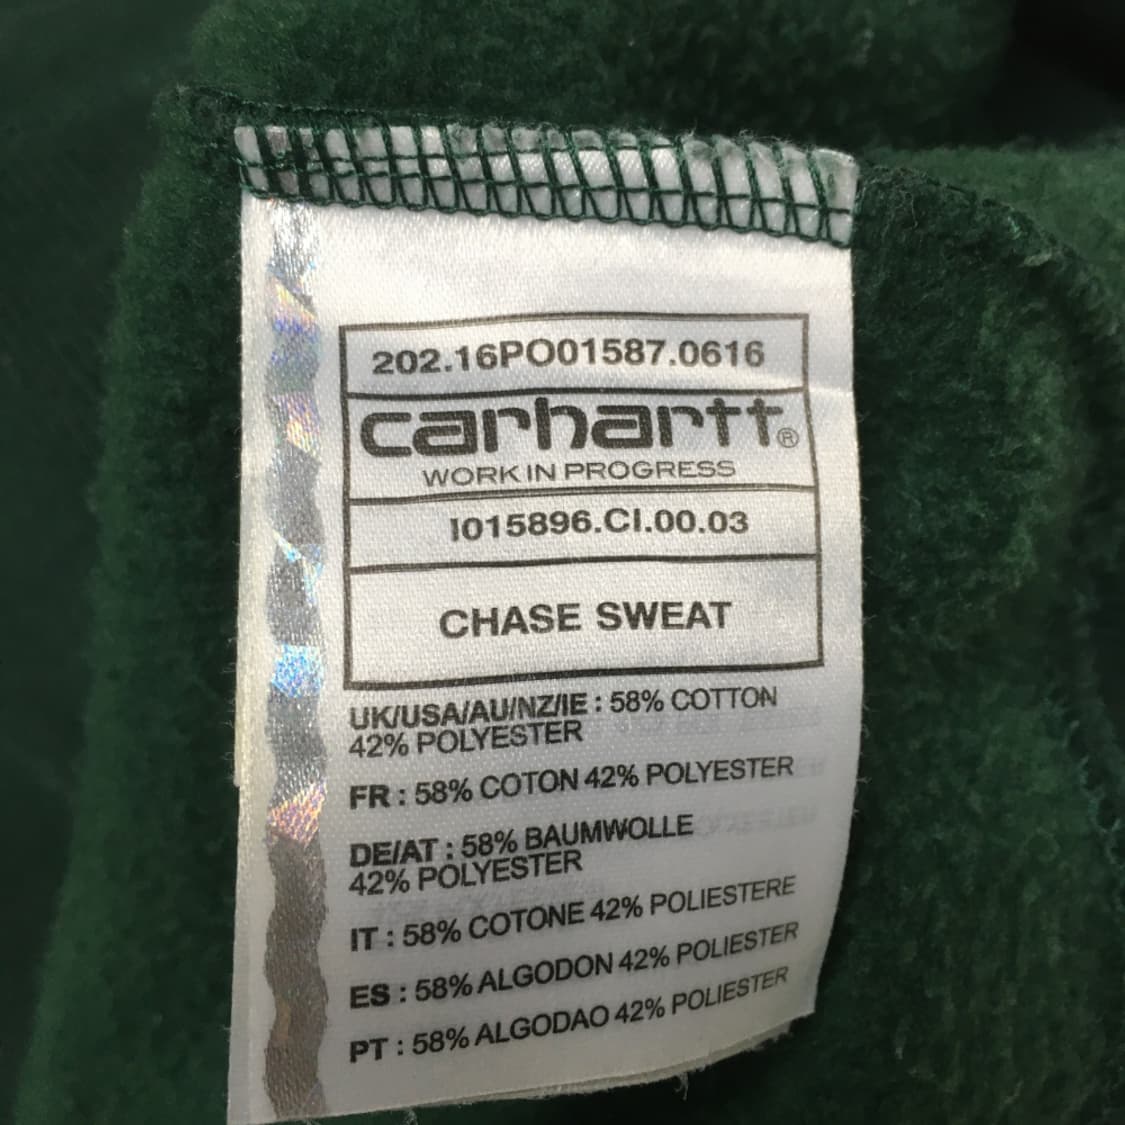 202.16PO01587.0616
carhartt®
WORK IN PROGRESS
I015896.CI.00.03
CHASE SWEAT
UK/USA/AU/NZ/IE : 58% COTTON
42% POLYESTER
FR : 58% COTON 42% POLYESTER
DE/AT : 58% BAUMWOLLE
42% POLYESTER
IT : 58% COTONE 42% POLIESTERE
ES : 58% ALGODON 42% POLIESTER
PT : 58% ALGODAO 42% POLIESTER